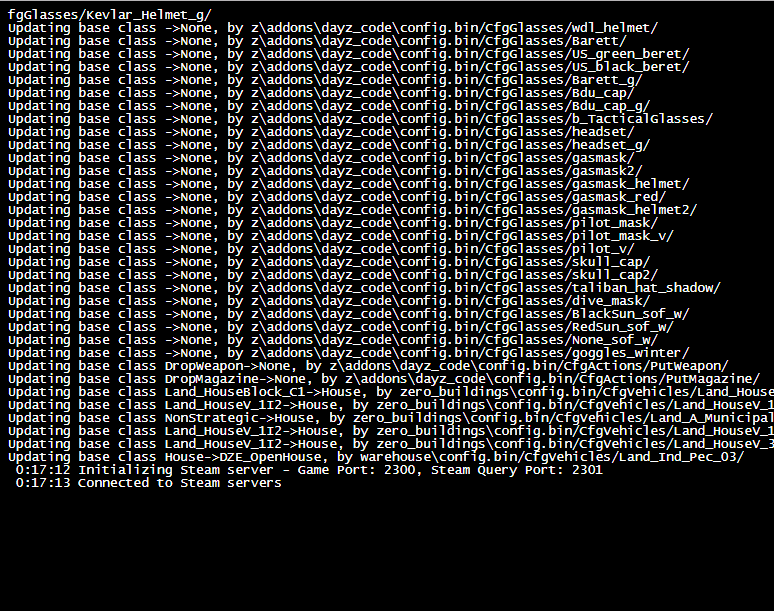 fgGlasses/Kevlar_Helmet_g/
Updating base class ->None, by z\addons\dayz_code\config.bin/CfgGlasses/wdl_helmet/
Updating base class ->None, by z\addons\dayz_code\config.bin/CfgGlasses/Barett/
Updating base class ->None, by z\addons\dayz_code\config.bin/CfgGlasses/US_green_beret/
Updating base class ->None, by z\addons\dayz_code\config.bin/CfgGlasses/US_black_beret/
Updating base class ->None, by z\addons\dayz_code\config.bin/CfgGlasses/Barett_g/
Updating base class ->None, by z\addons\dayz_code\config.bin/CfgGlasses/Bdu_cap/
Updating base class ->None, by z\addons\dayz_code\config.bin/CfgGlasses/Bdu_cap_g/
Updating base class ->None, by z\addons\dayz_code\config.bin/CfgGlasses/b_TacticalGlasses/
Updating base class ->None, by z\addons\dayz_code\config.bin/CfgGlasses/headset/
Updating base class ->None, by z\addons\dayz_code\config.bin/CfgGlasses/headset_g/
Updating base class ->None, by z\addons\dayz_code\config.bin/CfgGlasses/gasmask/
Updating base class ->None, by z\addons\dayz_code\config.bin/CfgGlasses/gasmask2/
Updating base class ->None, by z\addons\dayz_code\config.bin/CfgGlasses/gasmask_helmet/
Updating base class ->None, by z\addons\dayz_code\config.bin/CfgGlasses/gasmask_red/
Updating base class ->None, by z\addons\dayz_code\config.bin/CfgGlasses/gasmask_helmet2/
Updating base class ->None, by z\addons\dayz_code\config.bin/CfgGlasses/pilot_mask/
Updating base class ->None, by z\addons\dayz_code\config.bin/CfgGlasses/pilot_mask_v/
Updating base class ->None, by z\addons\dayz_code\config.bin/CfgGlasses/pilot_v/
Updating base class ->None, by z\addons\dayz_code\config.bin/CfgGlasses/skull_cap/
Updating base class ->None, by z\addons\dayz_code\config.bin/CfgGlasses/skull_cap2/
Updating base class ->None, by z\addons\dayz_code\config.bin/CfgGlasses/taliban_hat_shadow/
Updating base class ->None, by z\addons\dayz_code\config.bin/CfgGlasses/dive_mask/
Updating base class ->None, by z\addons\dayz_code\config.bin/CfgGlasses/BlackSun_sof_w/
Updating base class ->None, by z\addons\dayz_code\config.bin/CfgGlasses/RedSun_sof_w/
Updating base class ->None, by z\addons\dayz_code\config.bin/CfgGlasses/None_sof_w/
Updating base class ->None, by z\addons\dayz_code\config.bin/CfgGlasses/goggles_winter/
Updating base class DropWeapon->None, by z\addons\dayz_code\config.bin/CfgActions/PutWeapon/
Updating base class DropMagazine->None, by z\addons\dayz_code\config.bin/CfgActions/PutMagazine/
Updating base class Land_HouseBlock_C1->House, by zero_buildings\config.bin/CfgVehicles/Land_House
Updating base class Land_HouseV_1I2->House, by zero_buildings\config.bin/CfgVehicles/Land_HouseV_1
Updating base class NonStrategic->House, by zero_buildings\config.bin/CfgVehicles/Land_A_Municipal
Updating base class Land_HouseV_1I2->House, by zero_buildings\config.bin/CfgVehicles/Land_HouseV_1
Updating base class Land_HouseV_1I2->House, by zero_buildings\config.bin/CfgVehicles/Land_HouseV_3
Updating base class House->DZE_OpenHouse, by warehouse\config.bin/CfgVehicles/Land_Ind_Pec_03/
0:17:12 Initializing Steam server - Game Port: 2300, Steam Query Port: 2301
0:17:13 Connected to Steam servers